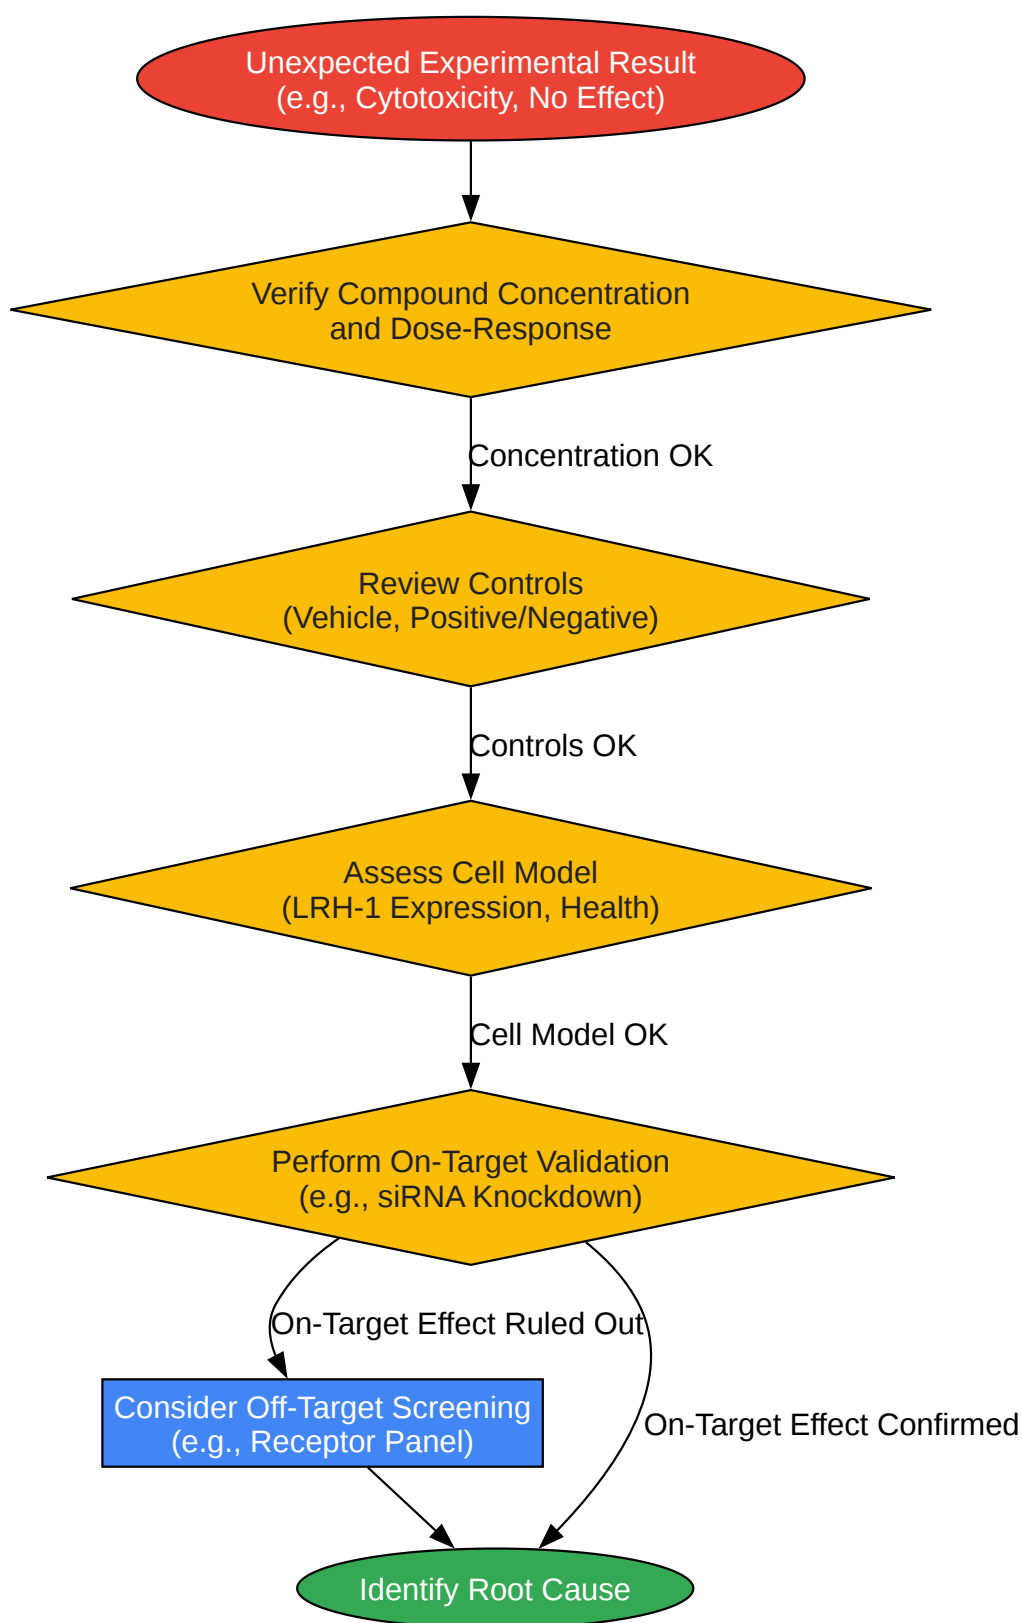 Unexpected Experimental Result
(e.g., Cytotoxicity, No Effect)
Verify Compound Concentration
and Dose-Response
Concentration OK
Review Controls
(Vehicle, Positive/Negative)
Controls OK
Assess Cell Model
(LRH-1 Expression, Health)
Cell Model OK
Perform On-Target Validation
(e.g., siRNA Knockdown)
On-Target Effect Ruled Out
Consider Off-Target Screening
(e.g., Receptor Panel)
On-Target Effect Confirmed
Identify Root Cause